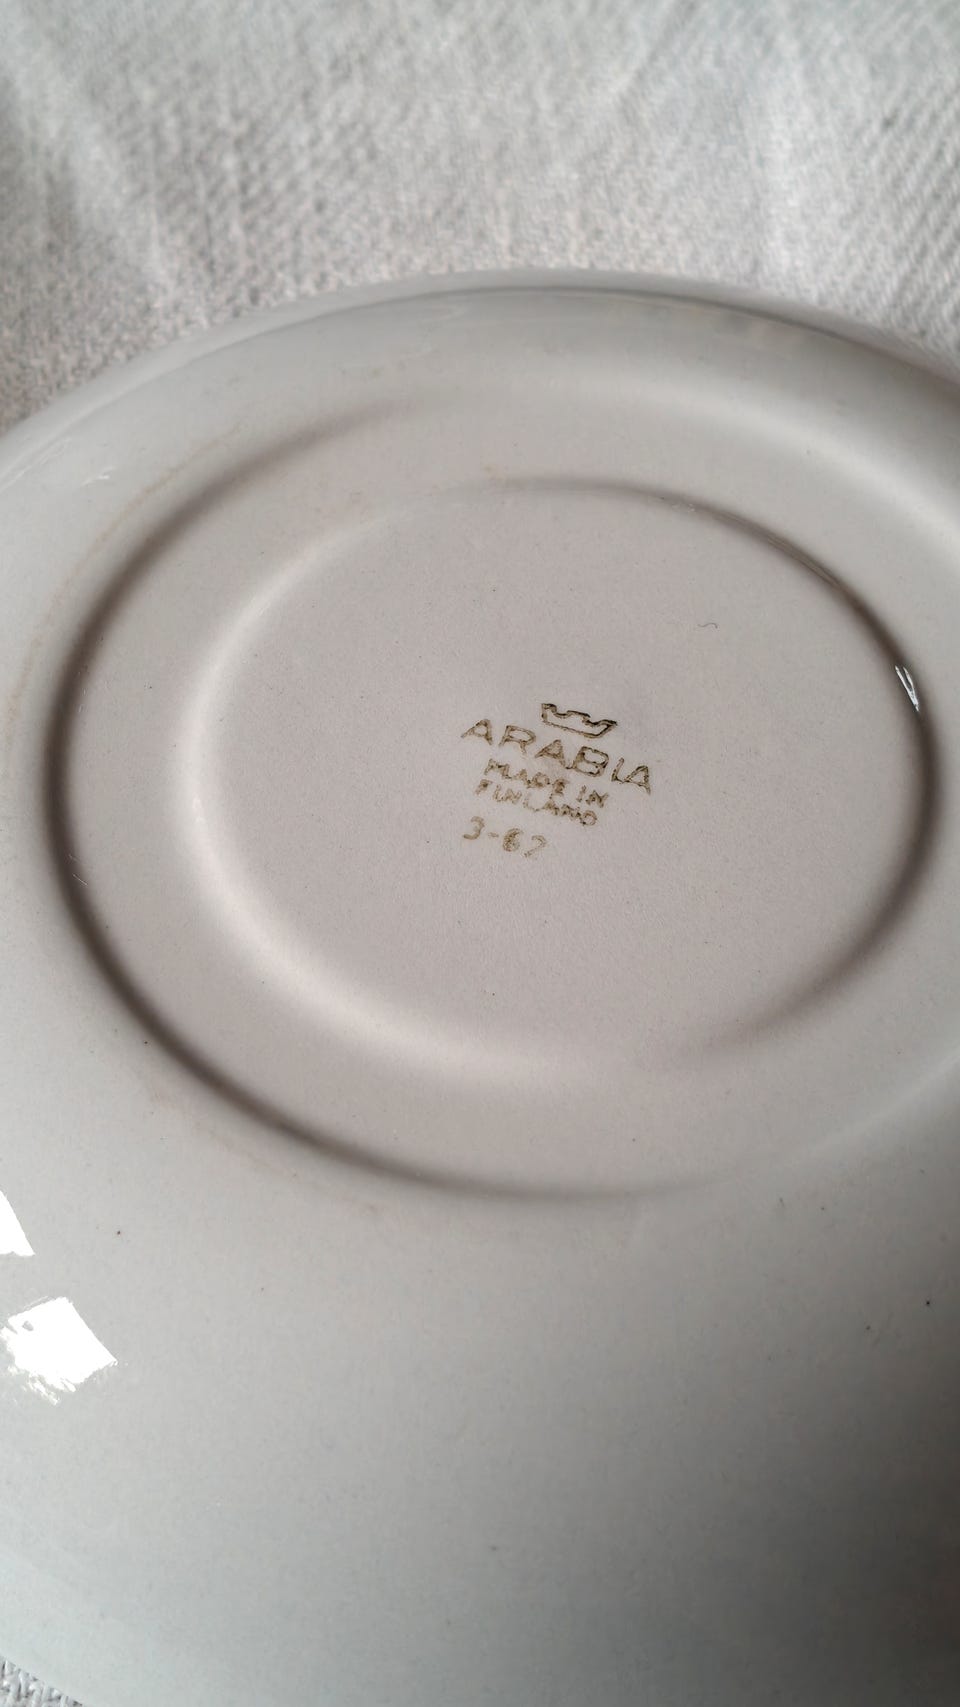 ARABIA
MADE IN
FINLAND
3-67